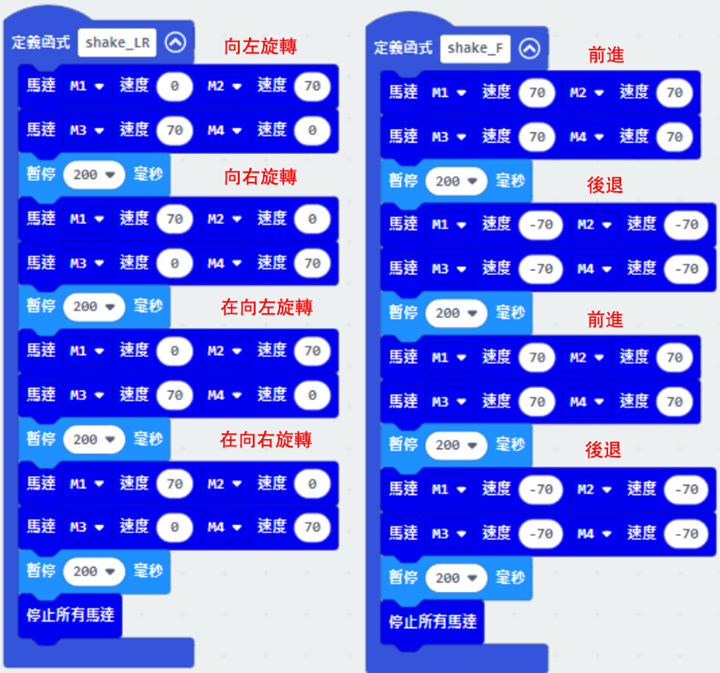 定義函式 shake_LR
向左旋轉
馬達 M1 速度 0 M2 速度 70
馬達 M3 速度 70 M4 速度 0
暫停 200 毫秒
向右旋轉
馬達 M1 速度 70 M2 速度 0
馬達 M3 速度 0 M4 速度 70
暫停 200 毫秒
在向左旋轉
馬達 M1 速度 0 M2 速度 70
馬達 M3 速度 70 M4 速度 0
暫停 200 毫秒
在向右旋轉
馬達 M1 速度 70 M2 速度 0
馬達 M3 速度 0 M4 速度 70
暫停 200 毫秒
停止所有馬達
定義函式 shake_F
前進
馬達 M1 速度 70 M2 速度 70
馬達 M3 速度 70 M4 速度 70
暫停 200 毫秒
後退
馬達 M1 速度 -70 M2 速度 -70
馬達 M3 速度 -70 M4 速度 -70
暫停 200 毫秒
前進
馬達 M1 速度 70 M2 速度 70
馬達 M3 速度 70 M4 速度 70
暫停 200 毫秒
後退
馬達 M1 速度 -70 M2 速度 -70
馬達 M3 速度 -70 M4 速度 -70
暫停 200 毫秒
停止所有馬達